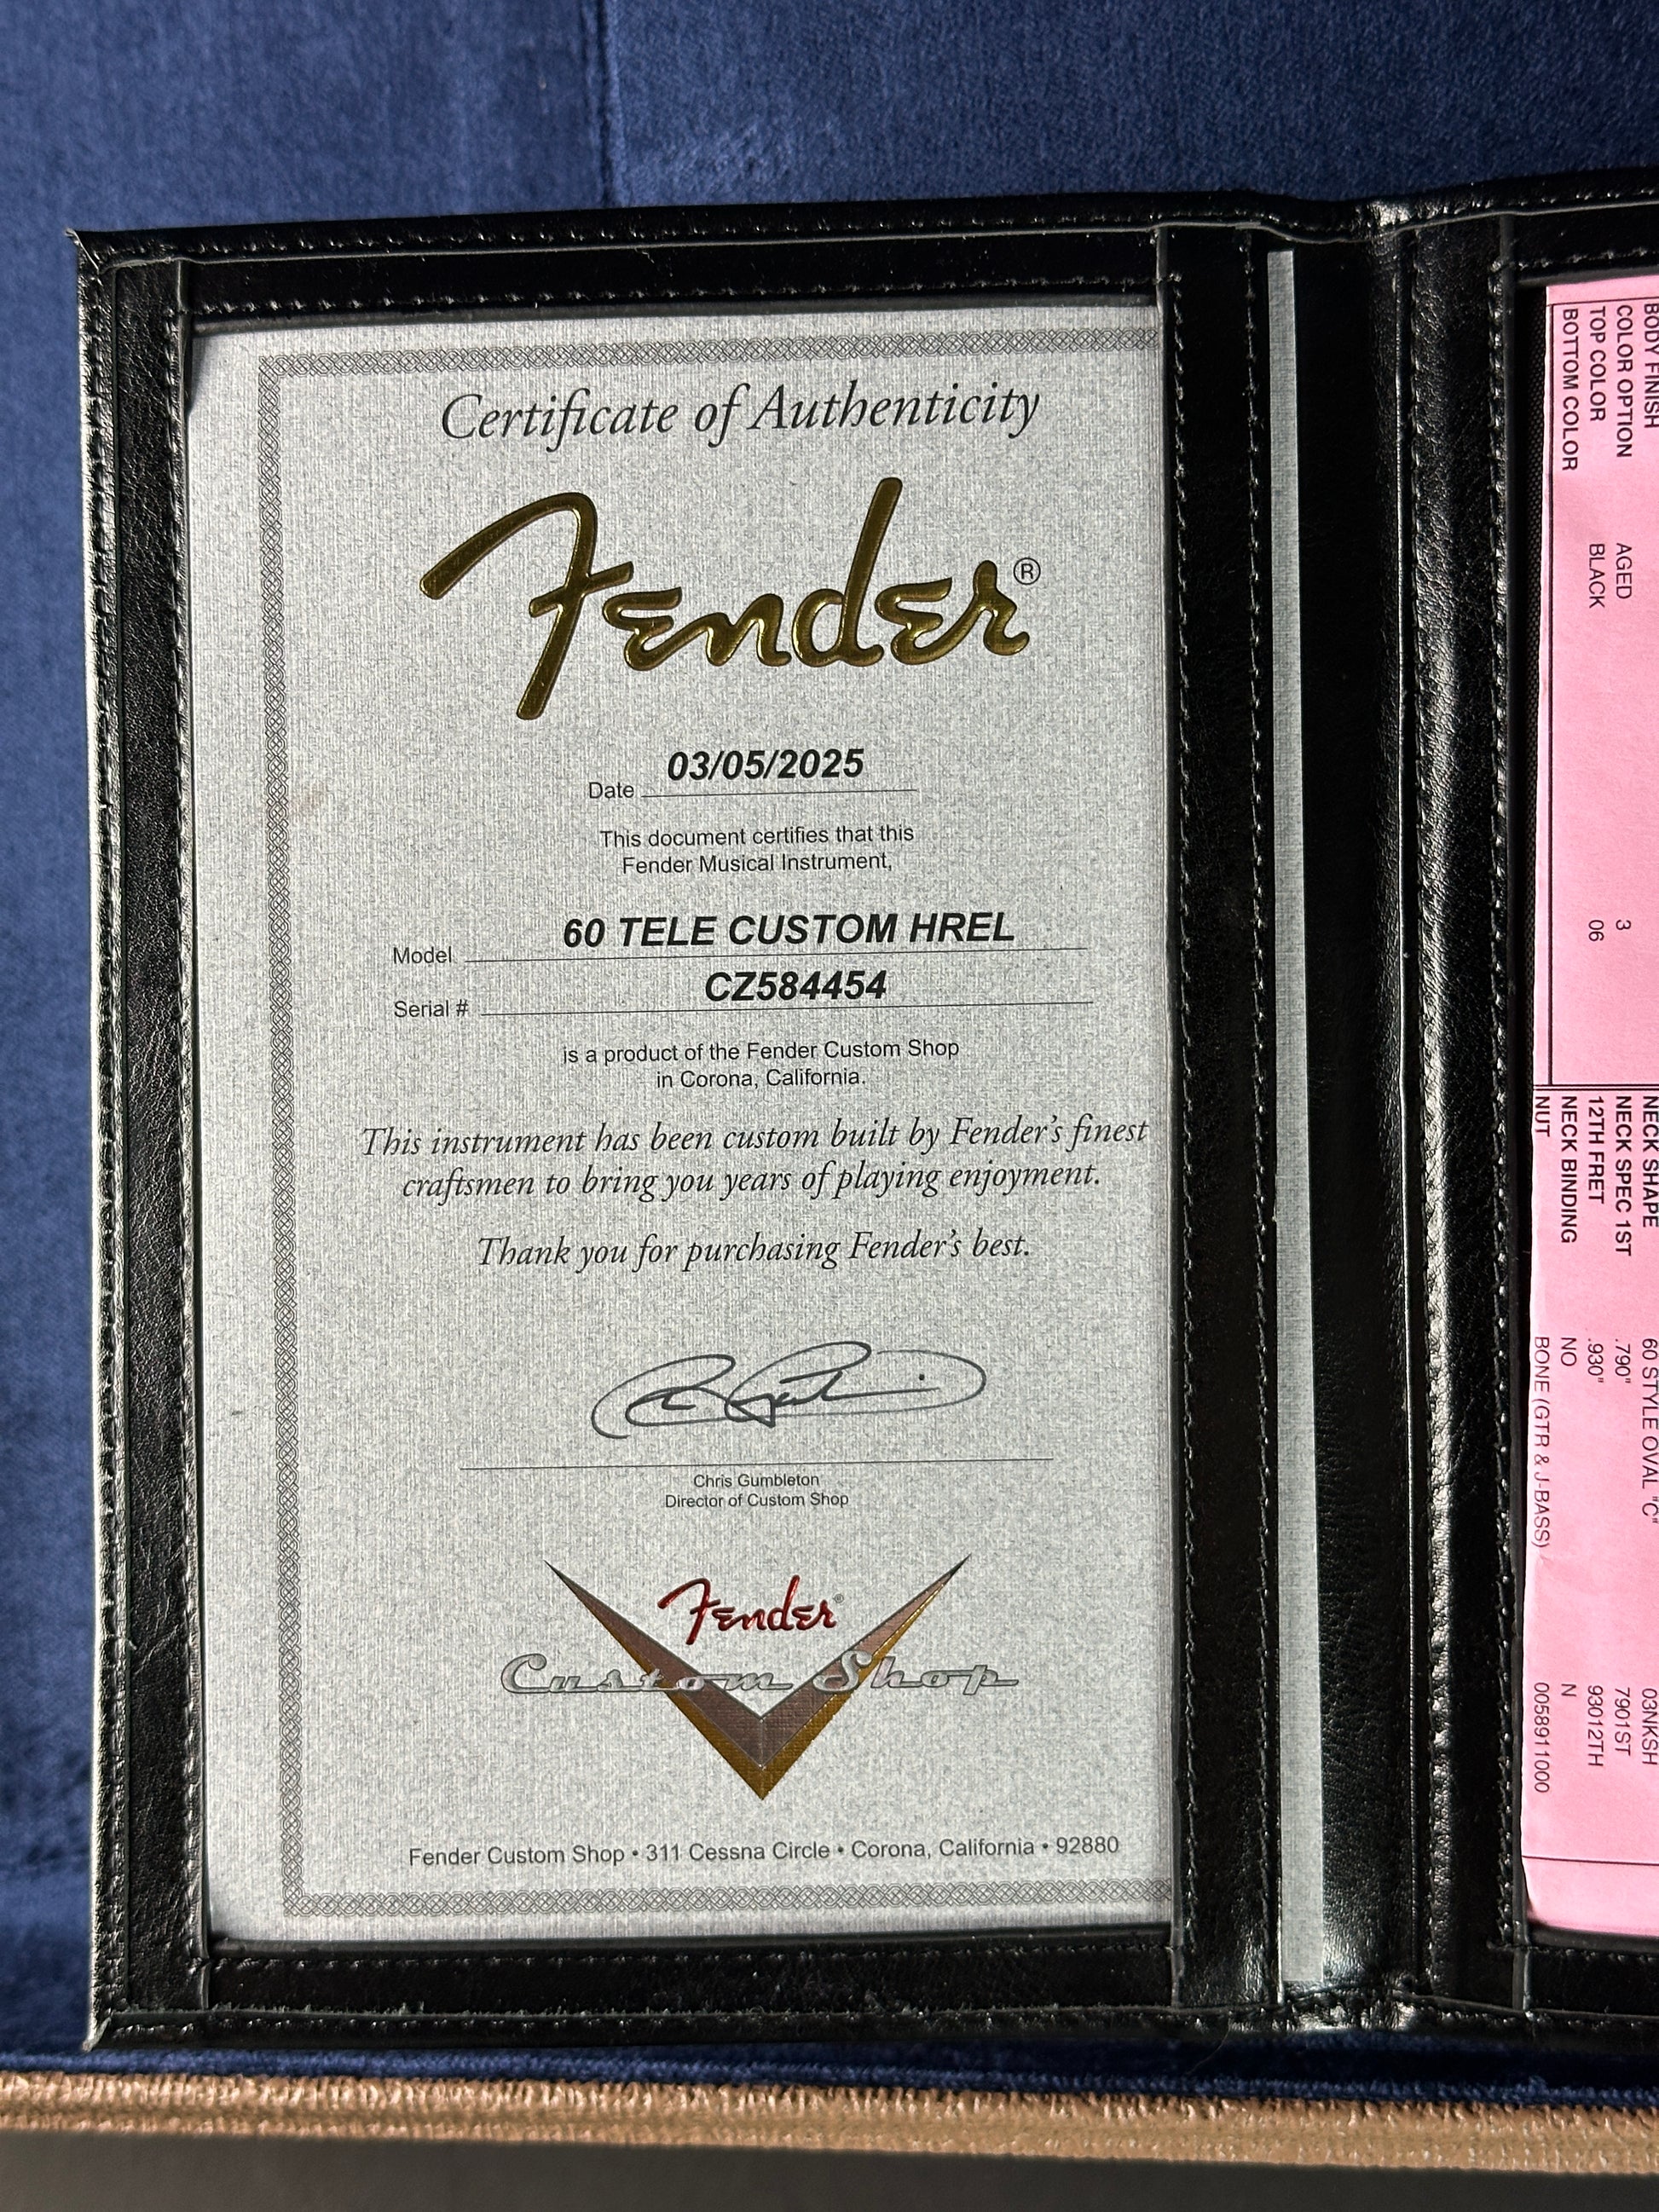 Certificate of Authenticity
Fender®
Date 03/05/2025
This document certifies that this
Fender Musical Instrument,
Model 60 TELE CUSTOM HREL
Serial # CZ584454
is a product of the Fender Custom Shop
in Corona, California.
This instrument has been custom built by Fender's finest
craftsmen to bring you years of playing enjoyment.
Thank you for purchasing Fender's best.
Chris Gumbleton
Director of Custom Shop
Fender®
Custom Shop
Fender Custom Shop • 311 Cessna Circle • Corona, California • 92880
BODY FINISH
COLOR OPTION AGED 3
TOP COLOR BLACK 06
BOTTOM COLOR
NECK SHAPE 60 STYLE OVAL "C" 03NKSH
NECK SPEC 1ST .790" 7901ST
12TH FRET .930" 93012TH
NECK BINDING NO N
NUT BONE (GTR & J-BASS) 0058911000